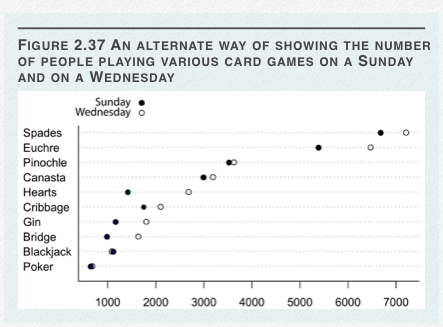 FIGURE 2.37 AN ALTERNATE WAY OF SHOWING THE NUMBER
OF PEOPLE PLAYING VARIOUS CARD GAMES ON A SUNDAY
AND ON A WEDNESDAY
Sunday
Wednesday
Spades
Euchre
Pinochle
Canasta
Hearts
Cribbage
Gin
Bridge
Blackjack
Poker
1000 2000 3000 4000 5000 6000 7000